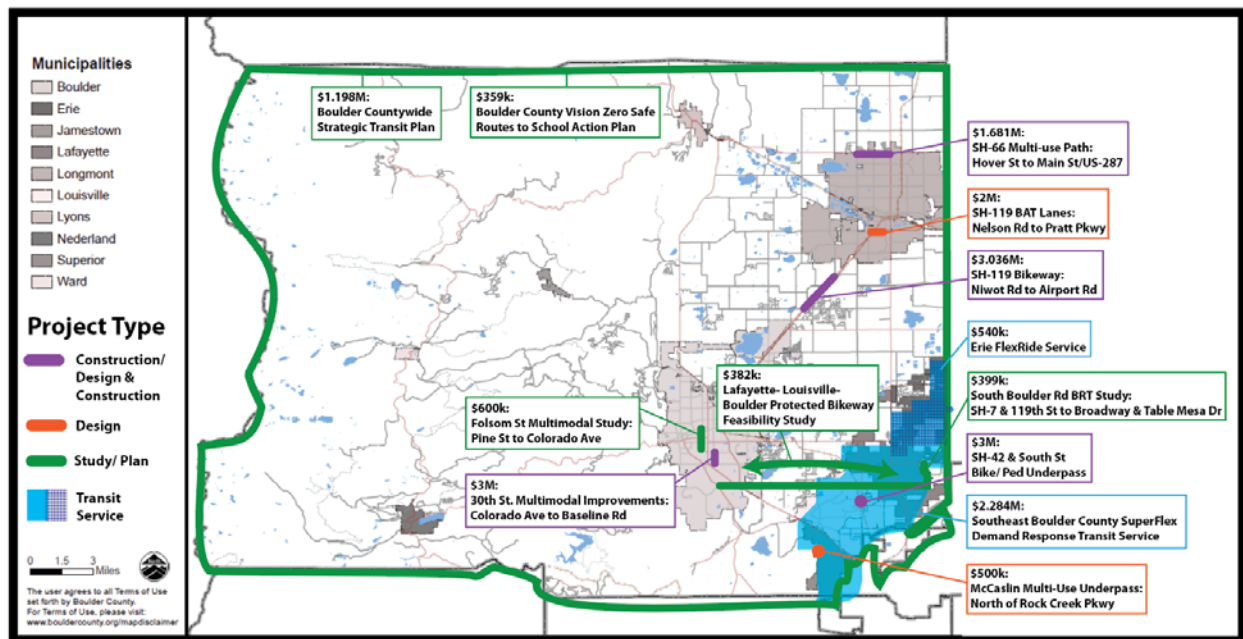 Municipalities
Boulder
Erie
Jamestown
Lafayette
Longmont
Louisville
Lyons
Nederland
Superior
Ward
Project Type
Construction/
Design &
Construction
Design
Study/ Plan
Transit
Service
0 1.5 3
Miles
The user agrees to all Terms of Use
set forth by Boulder County.
For Terms of Use, please visit:
www.bouldercounty.org/mapdisclaimer
$1.198M:
Boulder Countywide
Strategic Transit Plan
$359k:
Boulder County Vision Zero Safe
Routes to School Action Plan
$1.681M:
SH-66 Multi-use Path:
Hover St to Main St/US-287
$2M:
SH-119 BAT Lanes:
Nelson Rd to Pratt Pkwy
$3.036M:
SH-119 Bikeway:
Niwot Rd to Airport Rd
$540k:
Erie FlexRide Service
$382k:
Lafayette- Louisville-
Boulder Protected Bikeway
Feasibility Study
$399k:
South Boulder Rd BRT Study:
SH-7 & 119th St to Broadway & Table Mesa Dr
$600k:
Folsom St Multimodal Study:
Pine St to Colorado Ave
$3M:
SH-42 & South St
Bike/ Ped Underpass
$3M:
30th St. Multimodal Improvements:
Colorado Ave to Baseline Rd
$2.284M:
Southeast Boulder County SuperFlex
Demand Response Transit Service
$500k:
McCaslin Multi-Use Underpass:
North of Rock Creek Pkwy